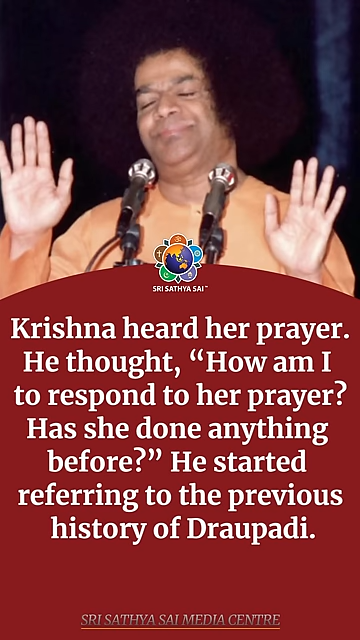 SRI SATHYA SAI™
Krishna heard her prayer.
He thought, “How am I
to respond to her prayer?
Has she done anything
before?” He started
referring to the previous
history of Draupadi.
SRI SATHYA SAI MEDIA CENTRE